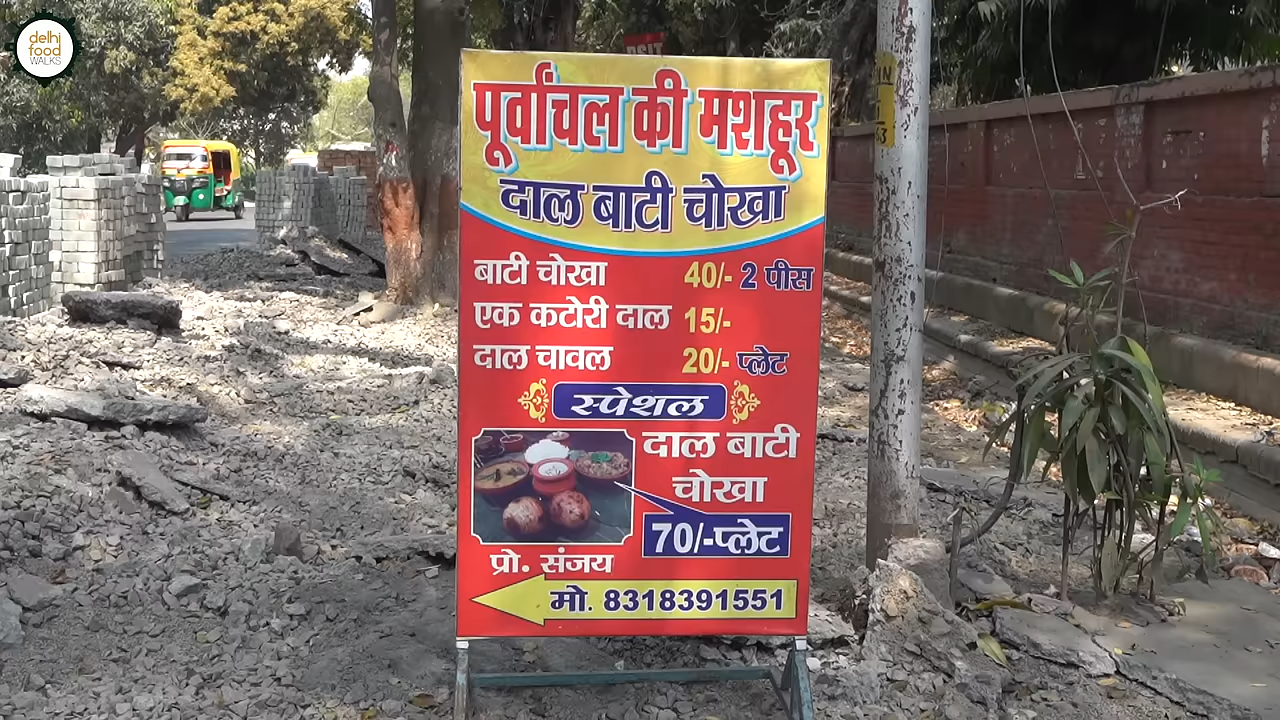 delhi
food
WALKS
पूर्वांचल की मशहूर
दाल बाटी चोखा
बाटी चोखा 40/- 2 पीस
एक कटोरी दाल 15/-
दाल चावल 20/- प्लेट
स्पेशल
दाल बाटी
चोखा
70/-प्लेट
प्रो. संजय
मो. 8318391551